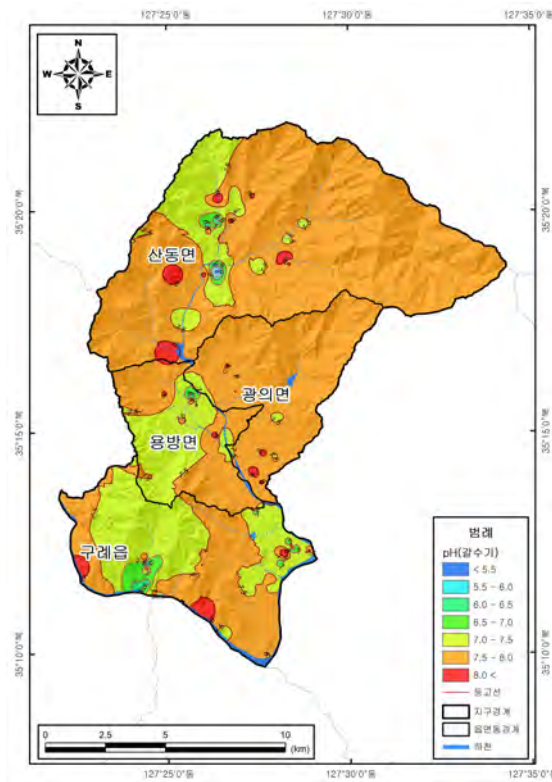 127°25'0"동
127°30'0"동
127°35'0"동
N
W
E
S
35°20'0"북
35°20'0"북
산동면
광의면
35°15'0"북
35°15'0"북
용방면
구례읍
35°10'0"북
35°10'0"북
범례
pH(갈수기)
< 5.5
5.5 - 6.0
6.0 - 6.5
6.5 - 7.0
7.0 - 7.5
7.5 - 8.0
8.0 <
등고선
지구경계
읍면동경계
하천
0
2.5
5
10
(km)
127°25'0"동
127°30'0"동
127°35'0"동